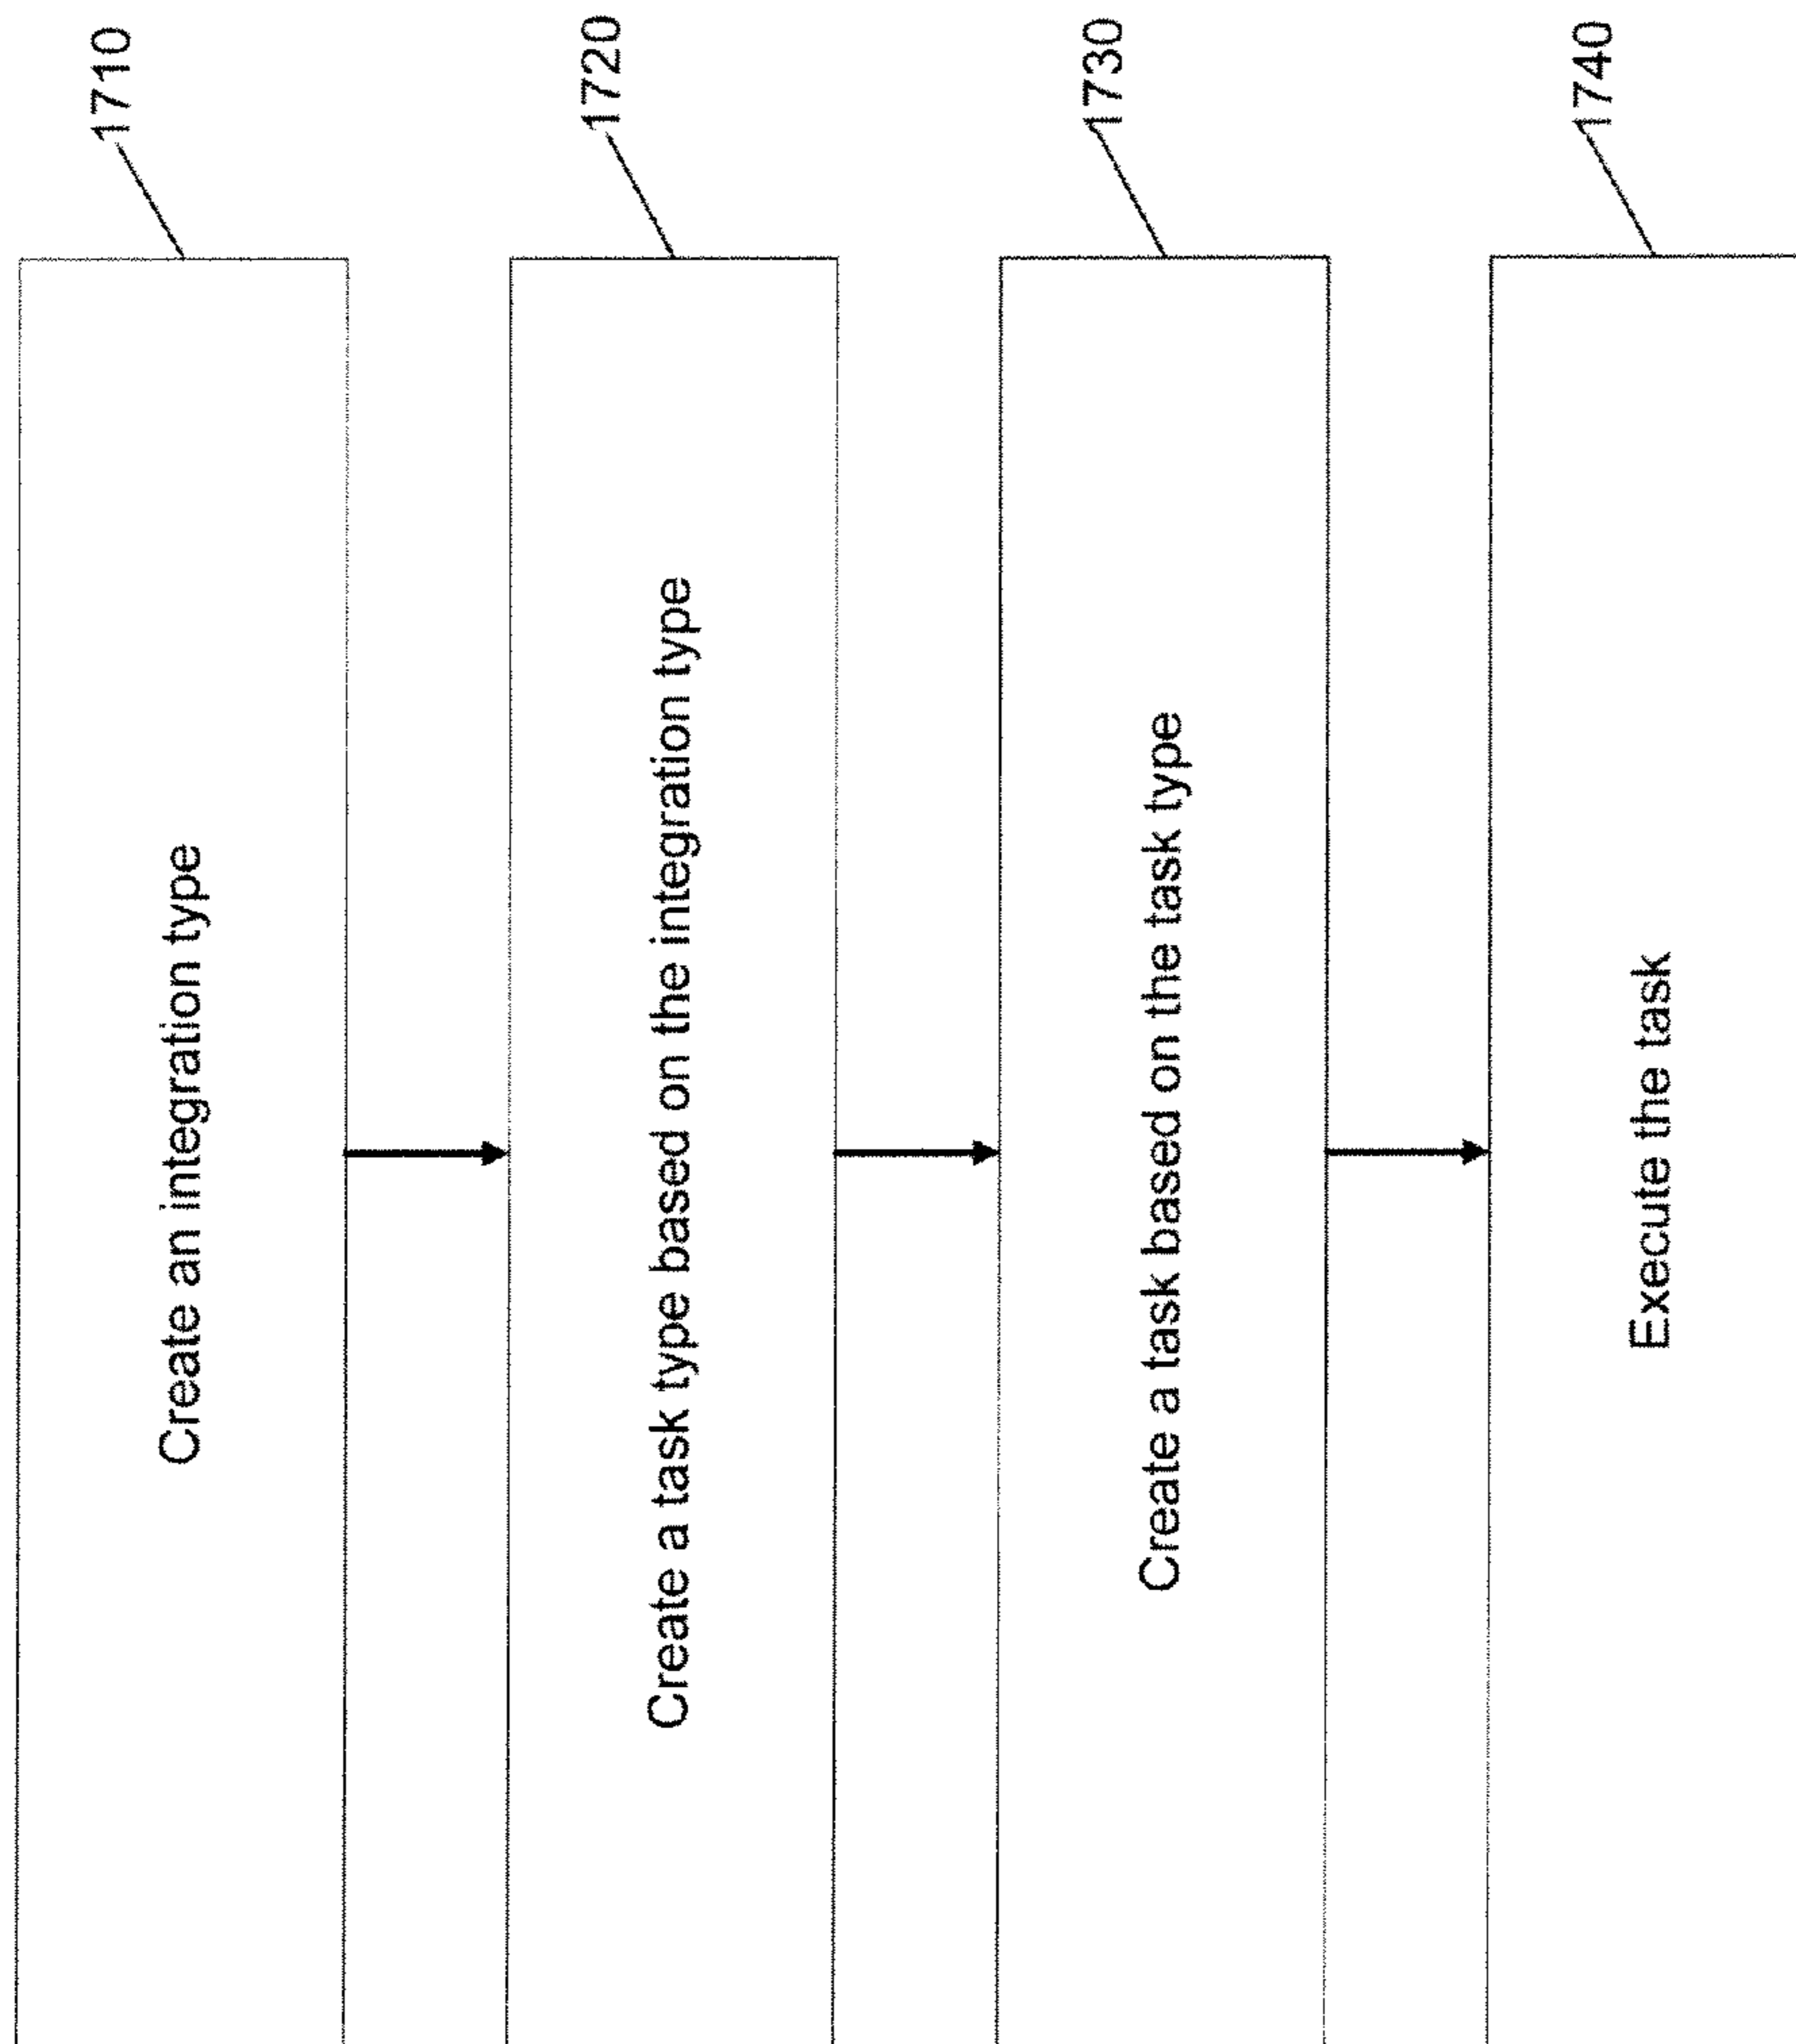 1710
Create an integration type
1720
Create a task type based on the integration type
1730
Create a task based on the task type
1740
Execute the task